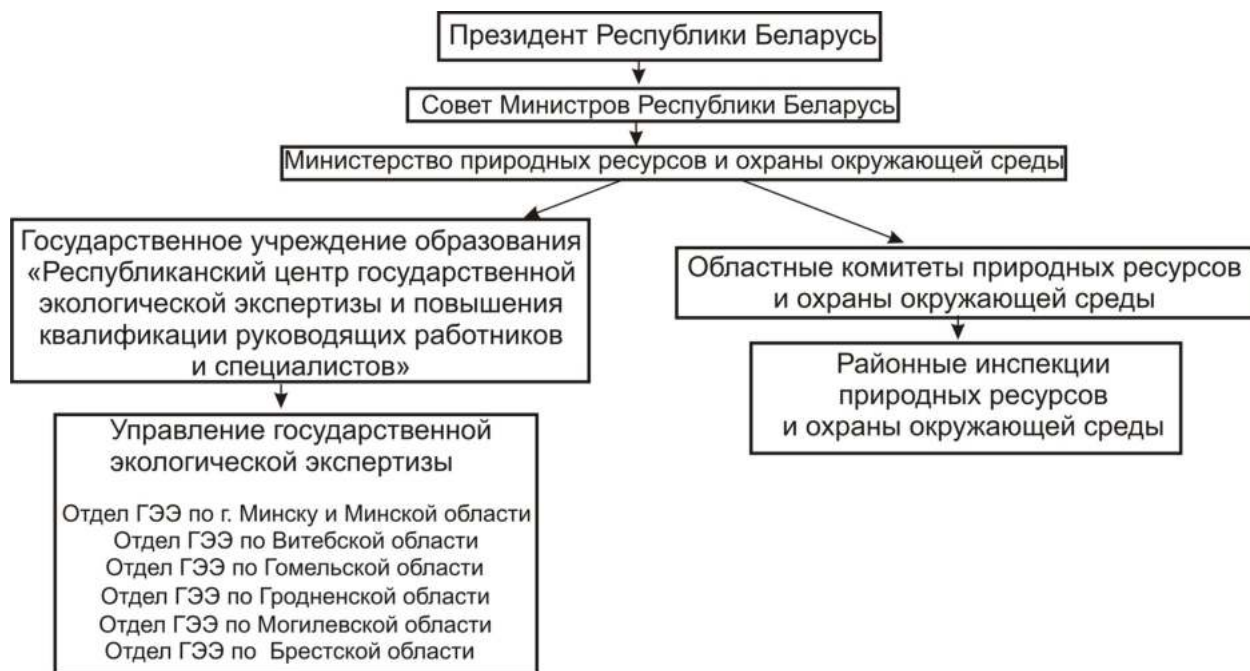 Президент Республики Беларусь
Совет Министров Республики Беларусь
Министерство природных ресурсов и охраны окружающей среды
Государственное учреждение образования
«Республиканский центр государственной
экологической экспертизы и повышения
квалификации руководящих работников
и специалистов»
Областные комитеты природных ресурсов
и охраны окружающей среды
Районные инспекции
природных ресурсов
и охраны окружающей среды
Управление государственной
экологической экспертизы
Отдел ГЭЭ по г. Минску и Минской области
Отдел ГЭЭ по Витебской области
Отдел ГЭЭ по Гомельской области
Отдел ГЭЭ по Гродненской области
Отдел ГЭЭ по Могилевской области
Отдел ГЭЭ по Брестской области